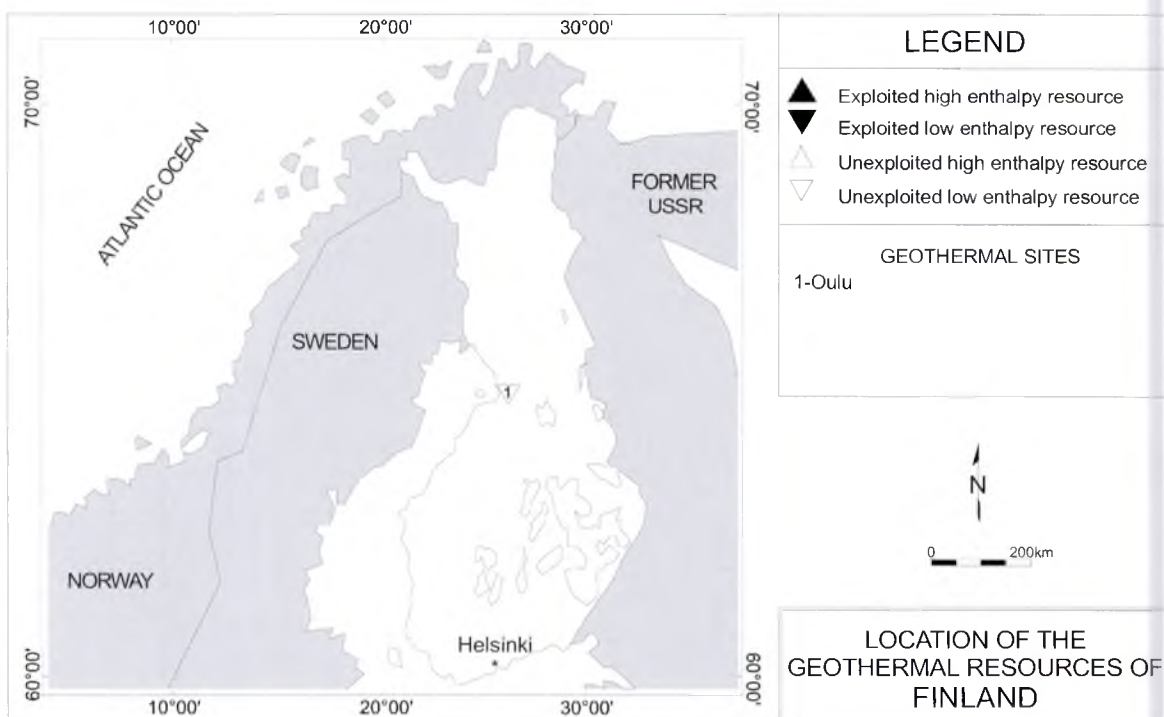 10°00' 20°00' 30°00'
70°00'
70°00'
ATLANTIC OCEAN
FORMER
USSR
SWEDEN
1
NORWAY
Helsinki
60°00'
60°00'
10°00' 20°00' 30°00'
LEGEND
Exploited high enthalpy resource
Exploited low enthalpy resource
Unexploited high enthalpy resource
Unexploited low enthalpy resource
GEOTHERMAL SITES
1-Oulu
N
0 200km
LOCATION OF THE
GEOTHERMAL RESOURCES OF
FINLAND